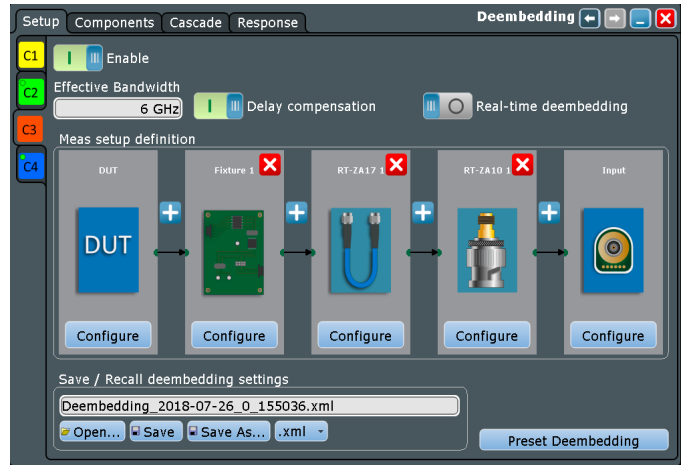 Setup Components Cascade Response Deembedding
C1 Enable
C2 Effective Bandwidth
6 GHz Delay compensation Real-time deembedding
C3 Meas setup definition
C4 DUT Fixture 1 RT-ZA17 1 RT-ZA10 1 Input
DUT
Configure Configure Configure Configure Configure
Save / Recall deembedding settings
Deembedding_2018-07-26_0_155036.xml
Open... Save Save As... .xml Preset Deembedding